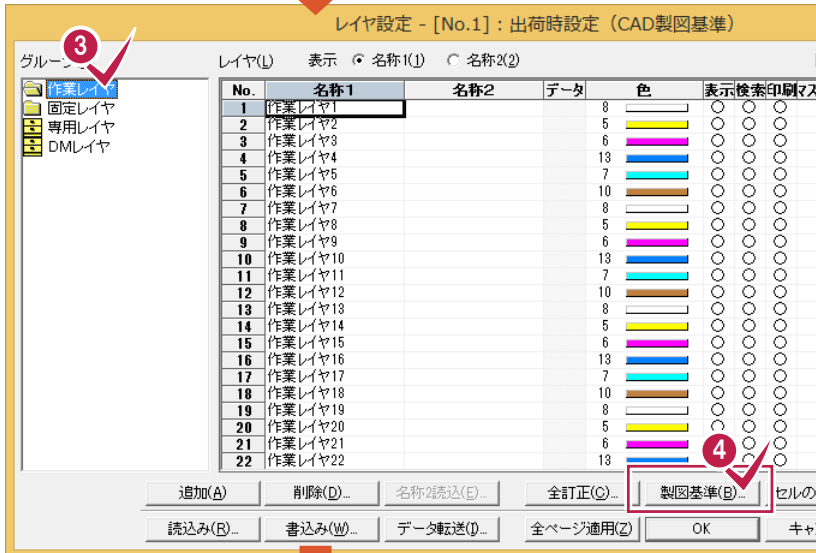 レイヤ設定 - [No.1]：出荷時設定（CAD製図基準）
3
グループ
レイヤ(L) 表示 名称1(1) 名称2(2)
作業レイヤ
固定レイヤ
専用レイヤ
DMレイヤ
No. 名称1 名称2 データ 色 表示 検索 印刷 マス
1 作業レイヤ1 8
2 作業レイヤ2 5
3 作業レイヤ3 6
4 作業レイヤ4 13
5 作業レイヤ5 7
6 作業レイヤ6 10
7 作業レイヤ7 8
8 作業レイヤ8 5
9 作業レイヤ9 6
10 作業レイヤ10 13
11 作業レイヤ11 7
12 作業レイヤ12 10
13 作業レイヤ13 8
14 作業レイヤ14 5
15 作業レイヤ15 6
16 作業レイヤ16 13
17 作業レイヤ17 7
18 作業レイヤ18 10
19 作業レイヤ19 8
20 作業レイヤ20 5
21 作業レイヤ21 6
22 作業レイヤ22 13
4
追加(A) 削除(D)... 名称2読込(E)... 全訂正(C)... 製図基準(B)... セルの
読込み(R)... 書込み(W)... データ転送(I)... 全ページ適用(Z) OK キャ